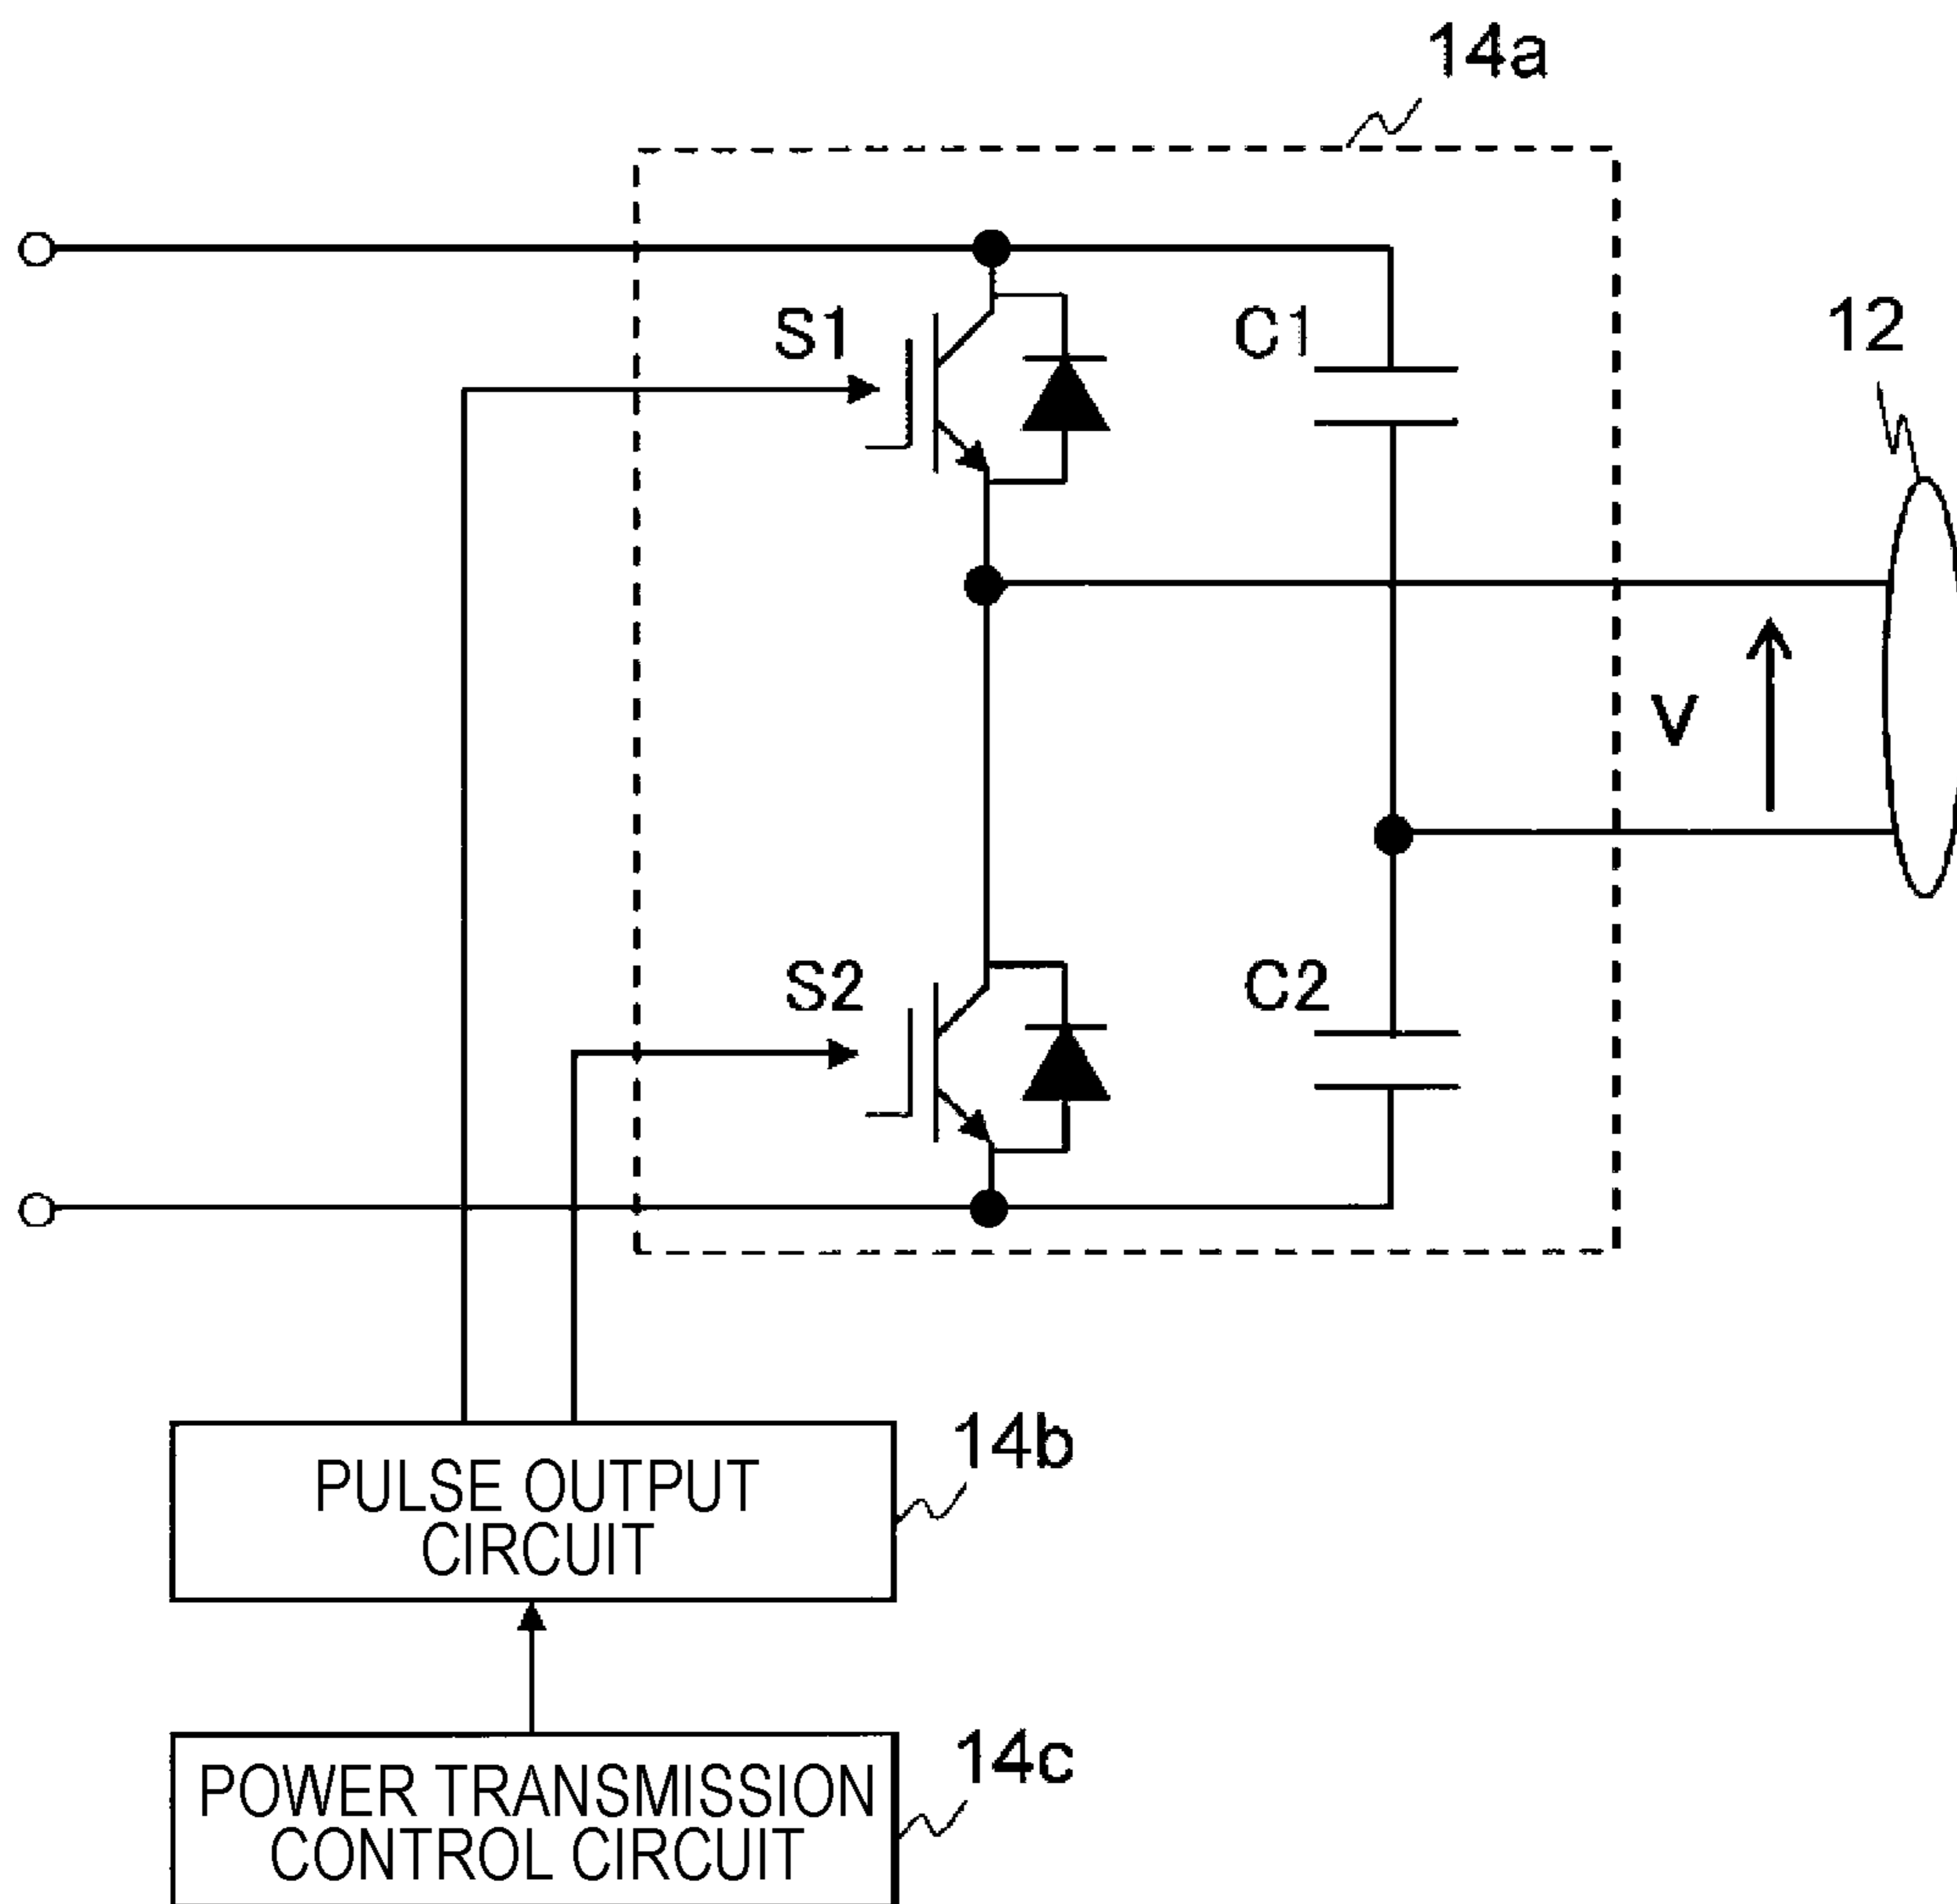 14a
S1
C1
12
V
S2
C2
14b
PULSE OUTPUT
CIRCUIT
14c
POWER TRANSMISSION
CONTROL CIRCUIT